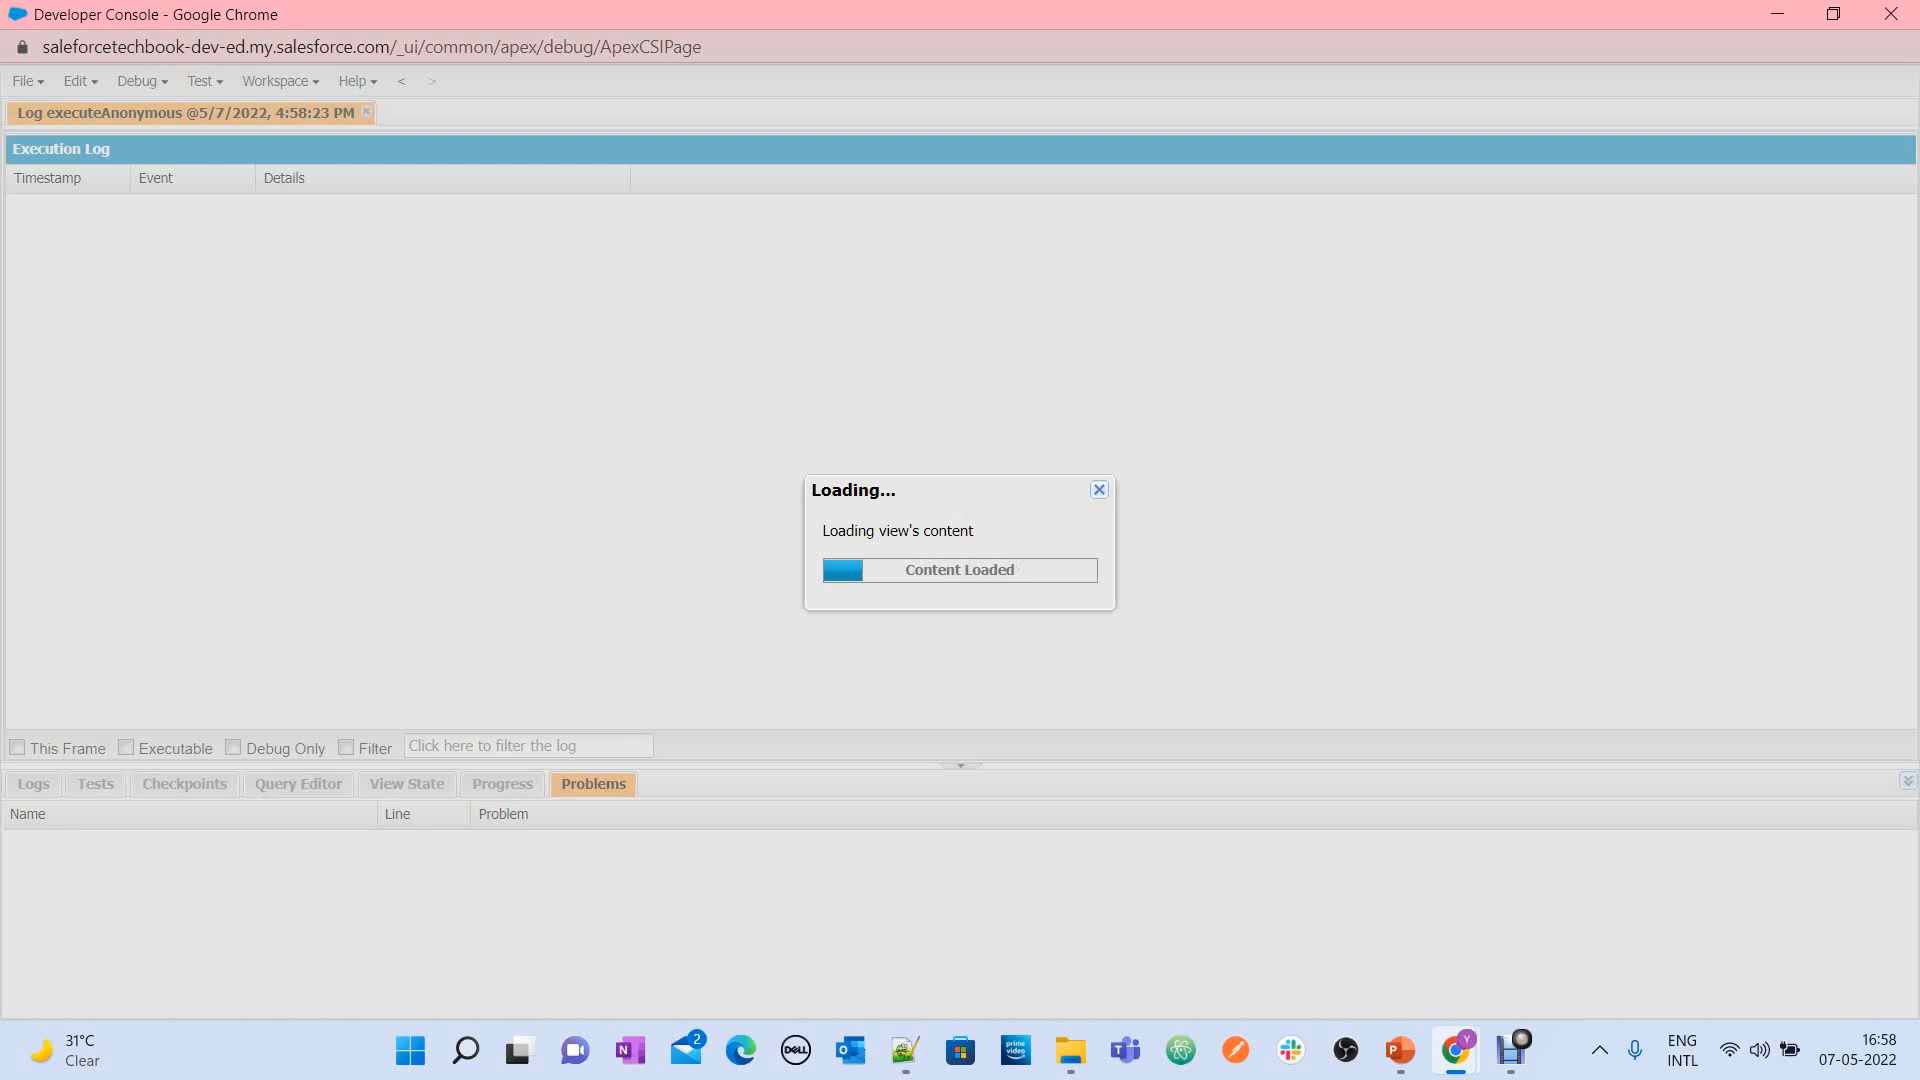 Developer Console - Google Chrome
saleforcetechbook-dev-ed.my.salesforce.com/_ui/common/apex/debug/ApexCSIPage
File Edit Debug Test Workspace Help < >
Log executeAnonymous @5/7/2022, 4:58:23 PM
Execution Log
Timestamp Event Details
Loading...
Loading view's content
Content Loaded
This Frame Executable Debug Only Filter Click here to filter the log
Logs Tests Checkpoints Query Editor View State Progress Problems
Name Line Problem
31°C
Clear
N
2
DELL
prime video
P
Y
ENG
INTL
16:58
07-05-2022